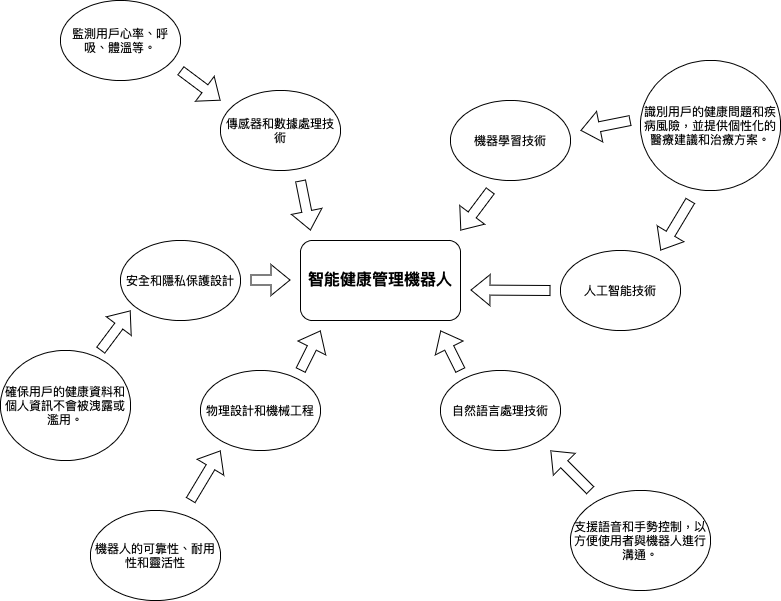 監測用戶心率、呼
吸、體溫等。
傳感器和數據處理技
術
機器學習技術
識別用戶的健康問題和疾
病風險，並提供個性化的
醫療建議和治療方案。
安全和隱私保護設計
智能健康管理機器人
人工智能技術
確保用戶的健康資料和
個人資訊不會被洩露或
濫用。
物理設計和機械工程
自然語言處理技術
機器人的可靠性、耐用
性和靈活性
支援語音和手勢控制，以
方便使用者與機器人進行
溝通。